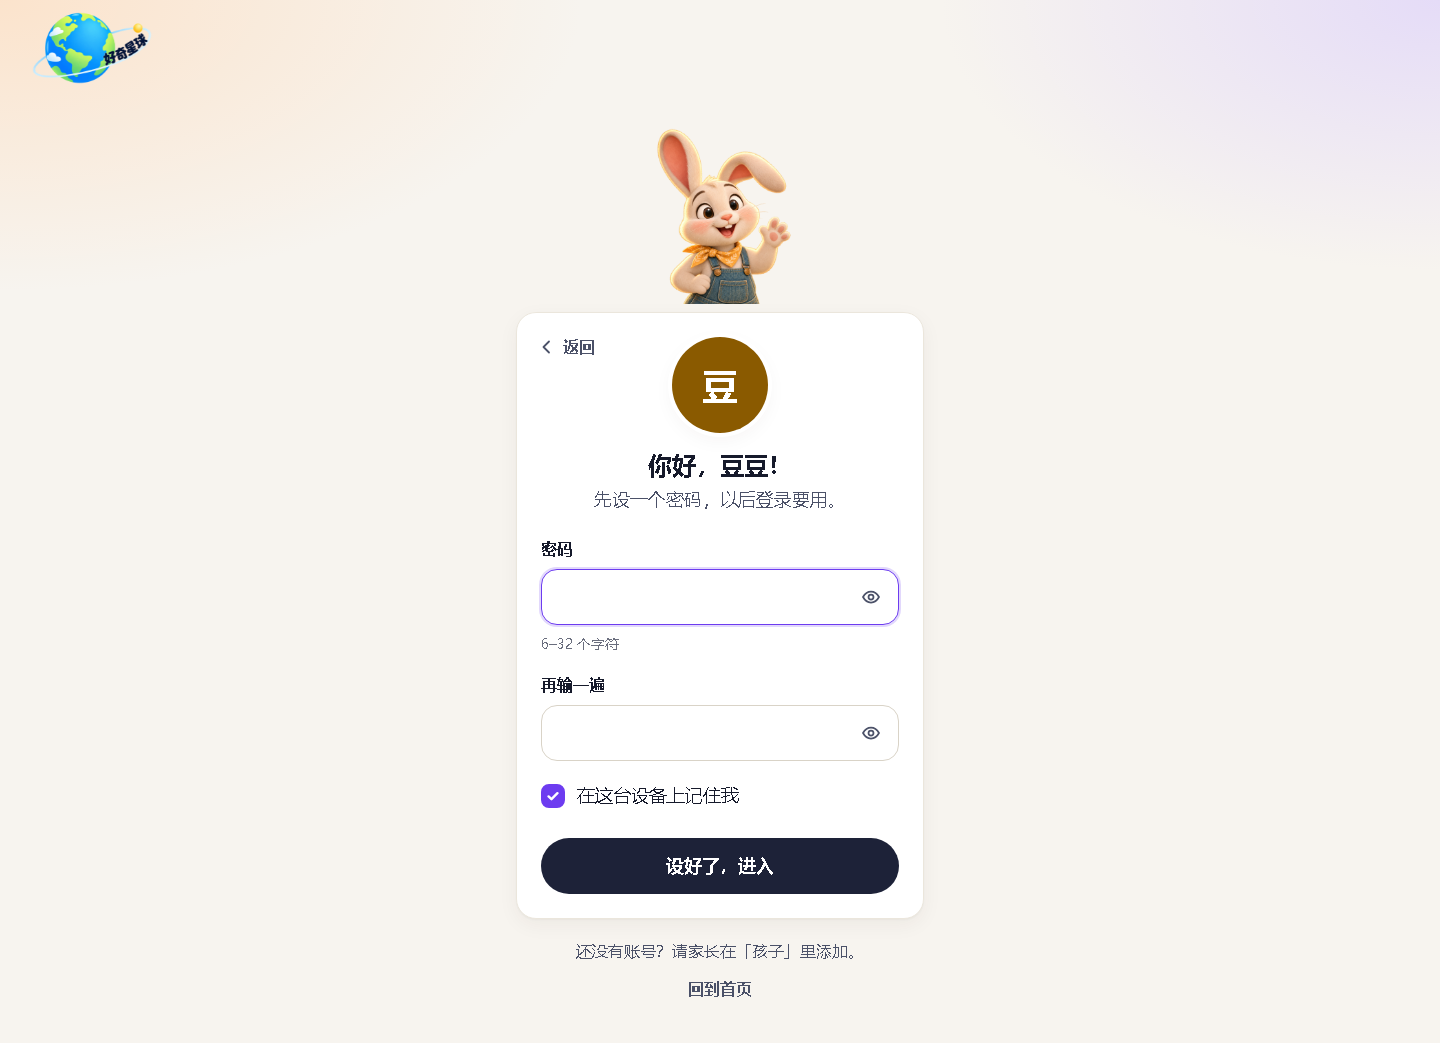 好奇星球
返回
豆
你好，豆豆！
先设一个密码，以后登录要用。
密码
6–32 个字符
再输一遍
在这台设备上记住我
设好了，进入
还没有账号？请家长在「孩子」里添加。
回到首页